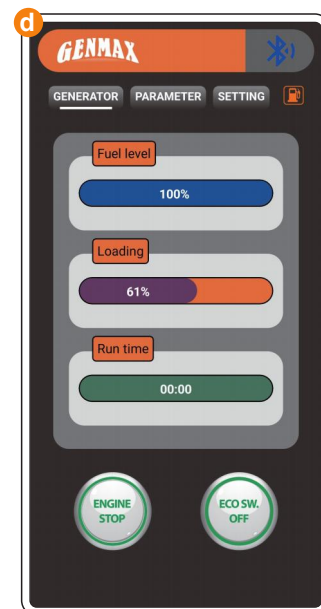 d
GENMAX
GENERATOR PARAMETER SETTING
Fuel level
100%
Loading
61%
Run time
00:00
ENGINE
STOP
ECO SW.
OFF